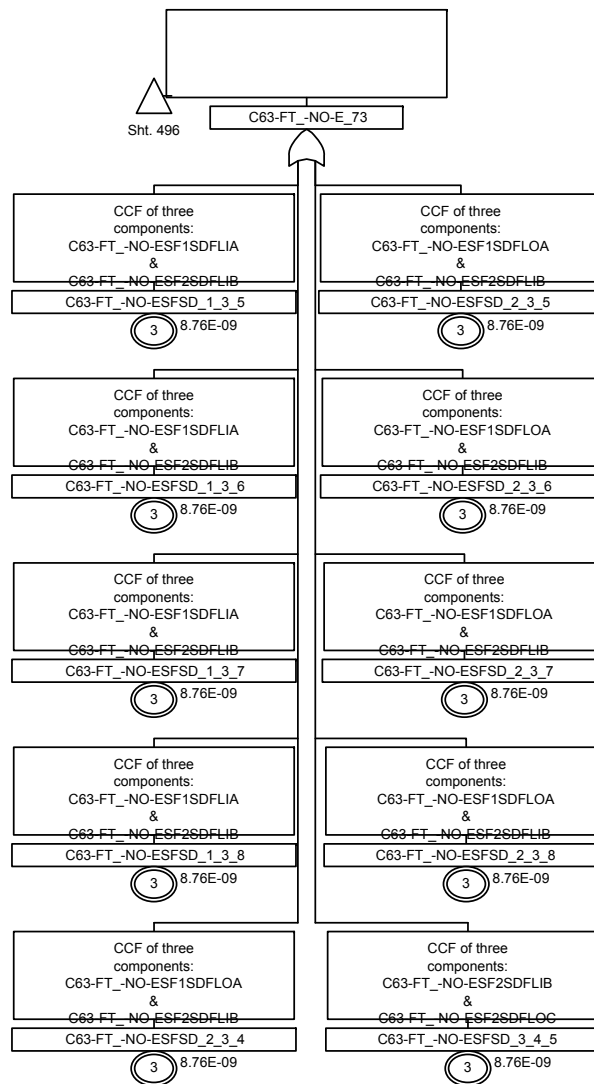 Sht. 496
C63-FT_-NO-E_73
CCF of three
components:
C63-FT_-NO-ESF1SDFLIA
&
C63-FT_-NO-ESF2SDFLIB
C63-FT_-NO-ESFSD_1_3_5
3
8.76E-09
CCF of three
components:
C63-FT_-NO-ESF1SDFLOA
&
C63-FT_-NO-ESF2SDFLIB
C63-FT_-NO-ESFSD_2_3_5
3
8.76E-09
CCF of three
components:
C63-FT_-NO-ESF1SDFLIA
&
C63-FT_-NO-ESF2SDFLIB
C63-FT_-NO-ESFSD_1_3_6
3
8.76E-09
CCF of three
components:
C63-FT_-NO-ESF1SDFLOA
&
C63-FT_-NO-ESF2SDFLIB
C63-FT_-NO-ESFSD_2_3_6
3
8.76E-09
CCF of three
components:
C63-FT_-NO-ESF1SDFLIA
&
C63-FT_-NO-ESF2SDFLIB
C63-FT_-NO-ESFSD_1_3_7
3
8.76E-09
CCF of three
components:
C63-FT_-NO-ESF1SDFLOA
&
C63-FT_-NO-ESF2SDFLIB
C63-FT_-NO-ESFSD_2_3_7
3
8.76E-09
CCF of three
components:
C63-FT_-NO-ESF1SDFLIA
&
C63-FT_-NO-ESF2SDFLIB
C63-FT_-NO-ESFSD_1_3_8
3
8.76E-09
CCF of three
components:
C63-FT_-NO-ESF1SDFLOA
&
C63-FT_-NO-ESF2SDFLIB
C63-FT_-NO-ESFSD_2_3_8
3
8.76E-09
CCF of three
components:
C63-FT_-NO-ESF1SDFLOA
&
C63-FT_-NO-ESF2SDFLIB
C63-FT_-NO-ESFSD_2_3_4
3
8.76E-09
CCF of three
components:
C63-FT_-NO-ESF2SDFLIB
&
C63-FT_-NO-ESF2SDFLOC
C63-FT_-NO-ESFSD_3_4_5
3
8.76E-09